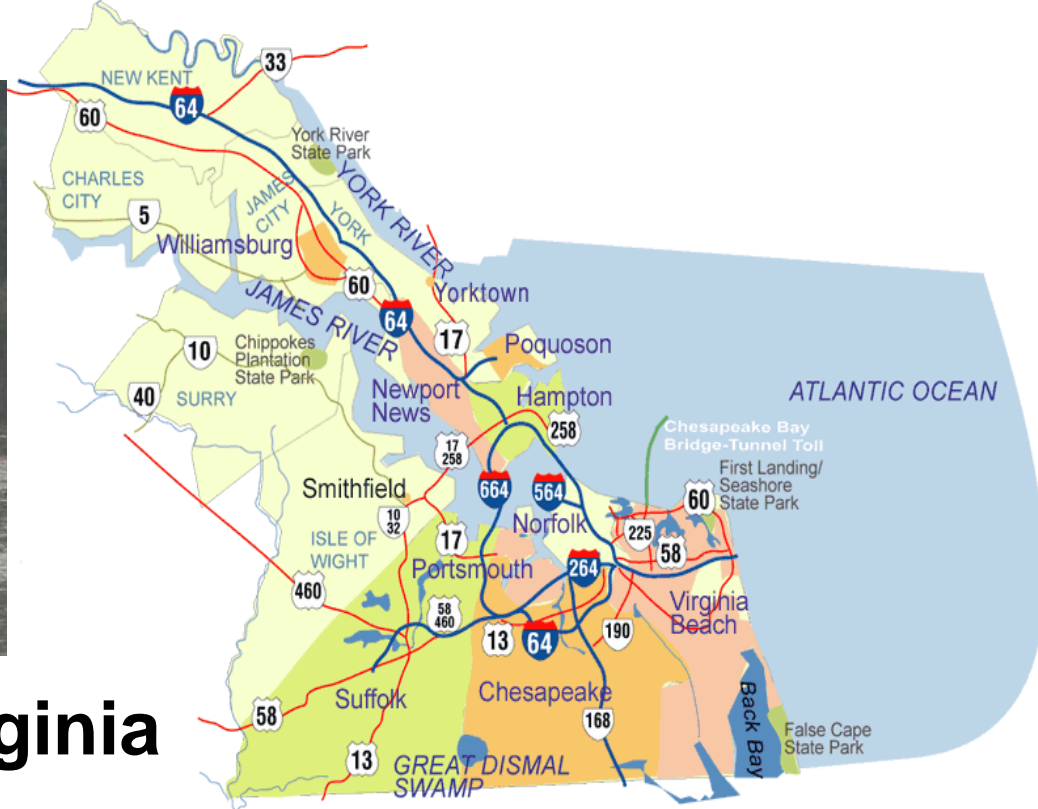 33
NEW KENT
64
60
York River
State Park
CHARLES
CITY
JAMES
CITY
YORK
YORK RIVER
5
Williamsburg
60
Yorktown
JAMES RIVER
64
17
10
Chippokes
Plantation
State Park
Poquoson
40
SURRY
Newport
News
Hampton
ATLANTIC OCEAN
258
Chesapeake Bay
Bridge-Tunnel Toll
17
258
First Landing/
Seashore
State Park
664
564
60
Smithfield
10
32
Norfolk
225
ISLE OF
WIGHT
17
58
Portsmouth
264
460
58
460
Virginia
Beach
13
64
190
Suffolk
Chesapeake
58
168
Back Bay
ginia
False Cape
State Park
13
GREAT DISMAL
SWAMP